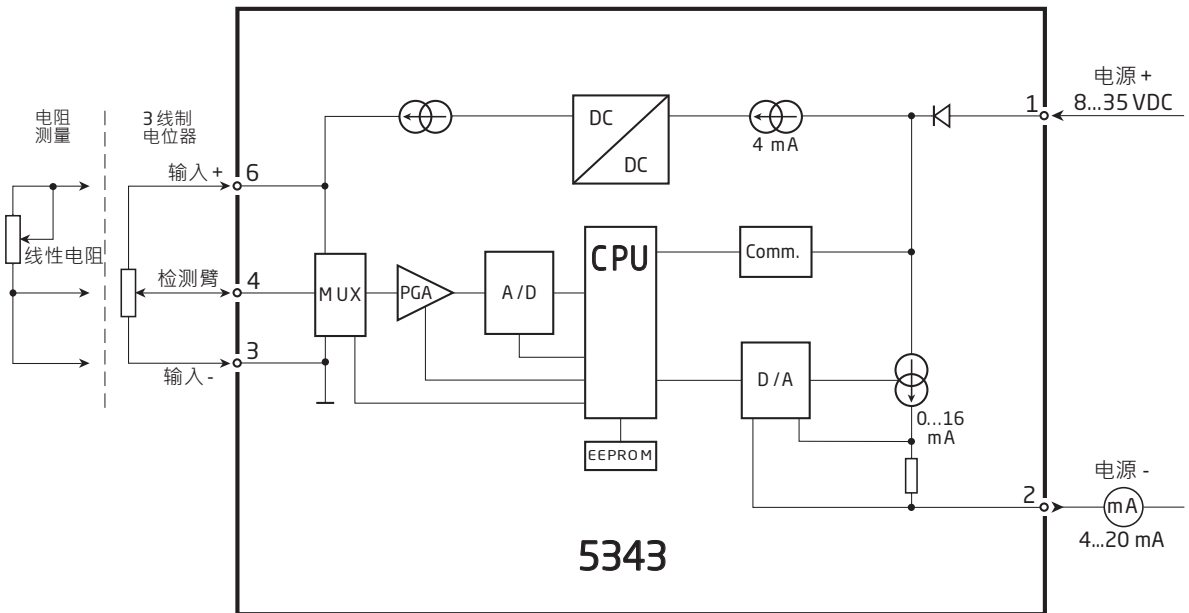 电源 +
8...35 VDC
1
电阻
测量
3 线制
电位器
DC
DC
4 mA
输入 +
6
线性电阻
检测臂
4
MUX
PGA
A/D
CPU
Comm.
3
输入 -
D/A
0...16
mA
EEPROM
电源 -
2
mA
4...20 mA
5343